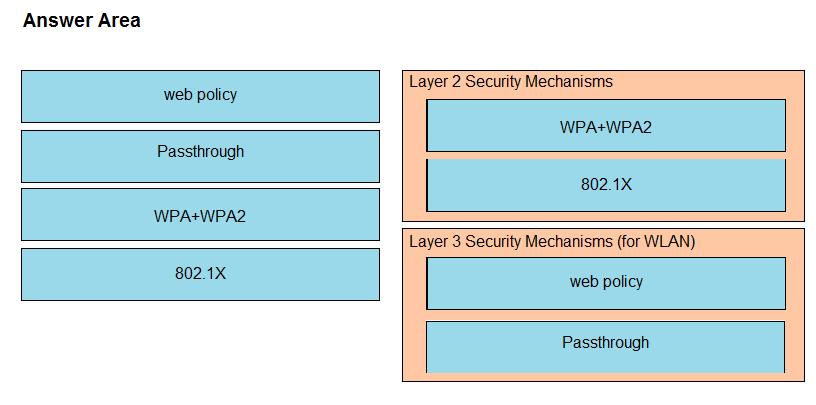 Answer Area
web policy
Passthrough
WPA+WPA2
802.1X
Layer 2 Security Mechanisms
WPA+WPA2
802.1X
Layer 3 Security Mechanisms (for WLAN)
web policy
Passthrough